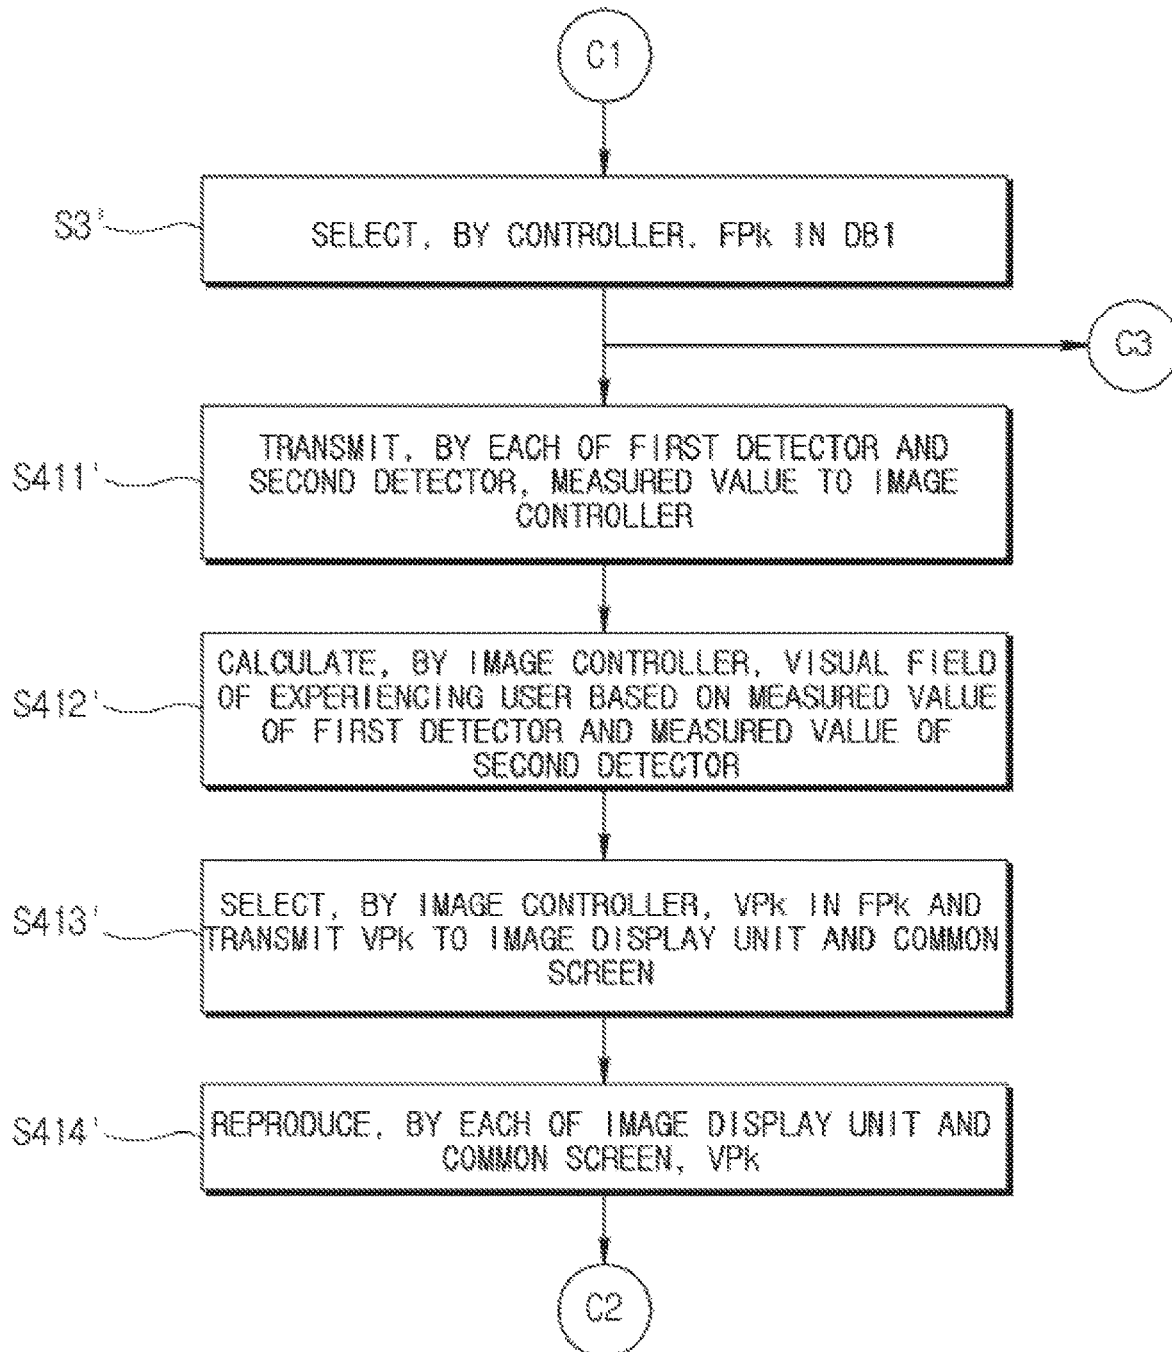 C1
S3'
SELECT, BY CONTROLLER, FPk IN DB1
C3
S411'
TRANSMIT, BY EACH OF FIRST DETECTOR AND
SECOND DETECTOR, MEASURED VALUE TO IMAGE
CONTROLLER
S412'
CALCULATE, BY IMAGE CONTROLLER, VISUAL FIELD
OF EXPERIENCING USER BASED ON MEASURED VALUE
OF FIRST DETECTOR AND MEASURED VALUE OF
SECOND DETECTOR
S413'
SELECT, BY IMAGE CONTROLLER, VPk IN FPk AND
TRANSMIT VPk TO IMAGE DISPLAY UNIT AND COMMON
SCREEN
S414'
REPRODUCE, BY EACH OF IMAGE DISPLAY UNIT AND
COMMON SCREEN, VPk
C2